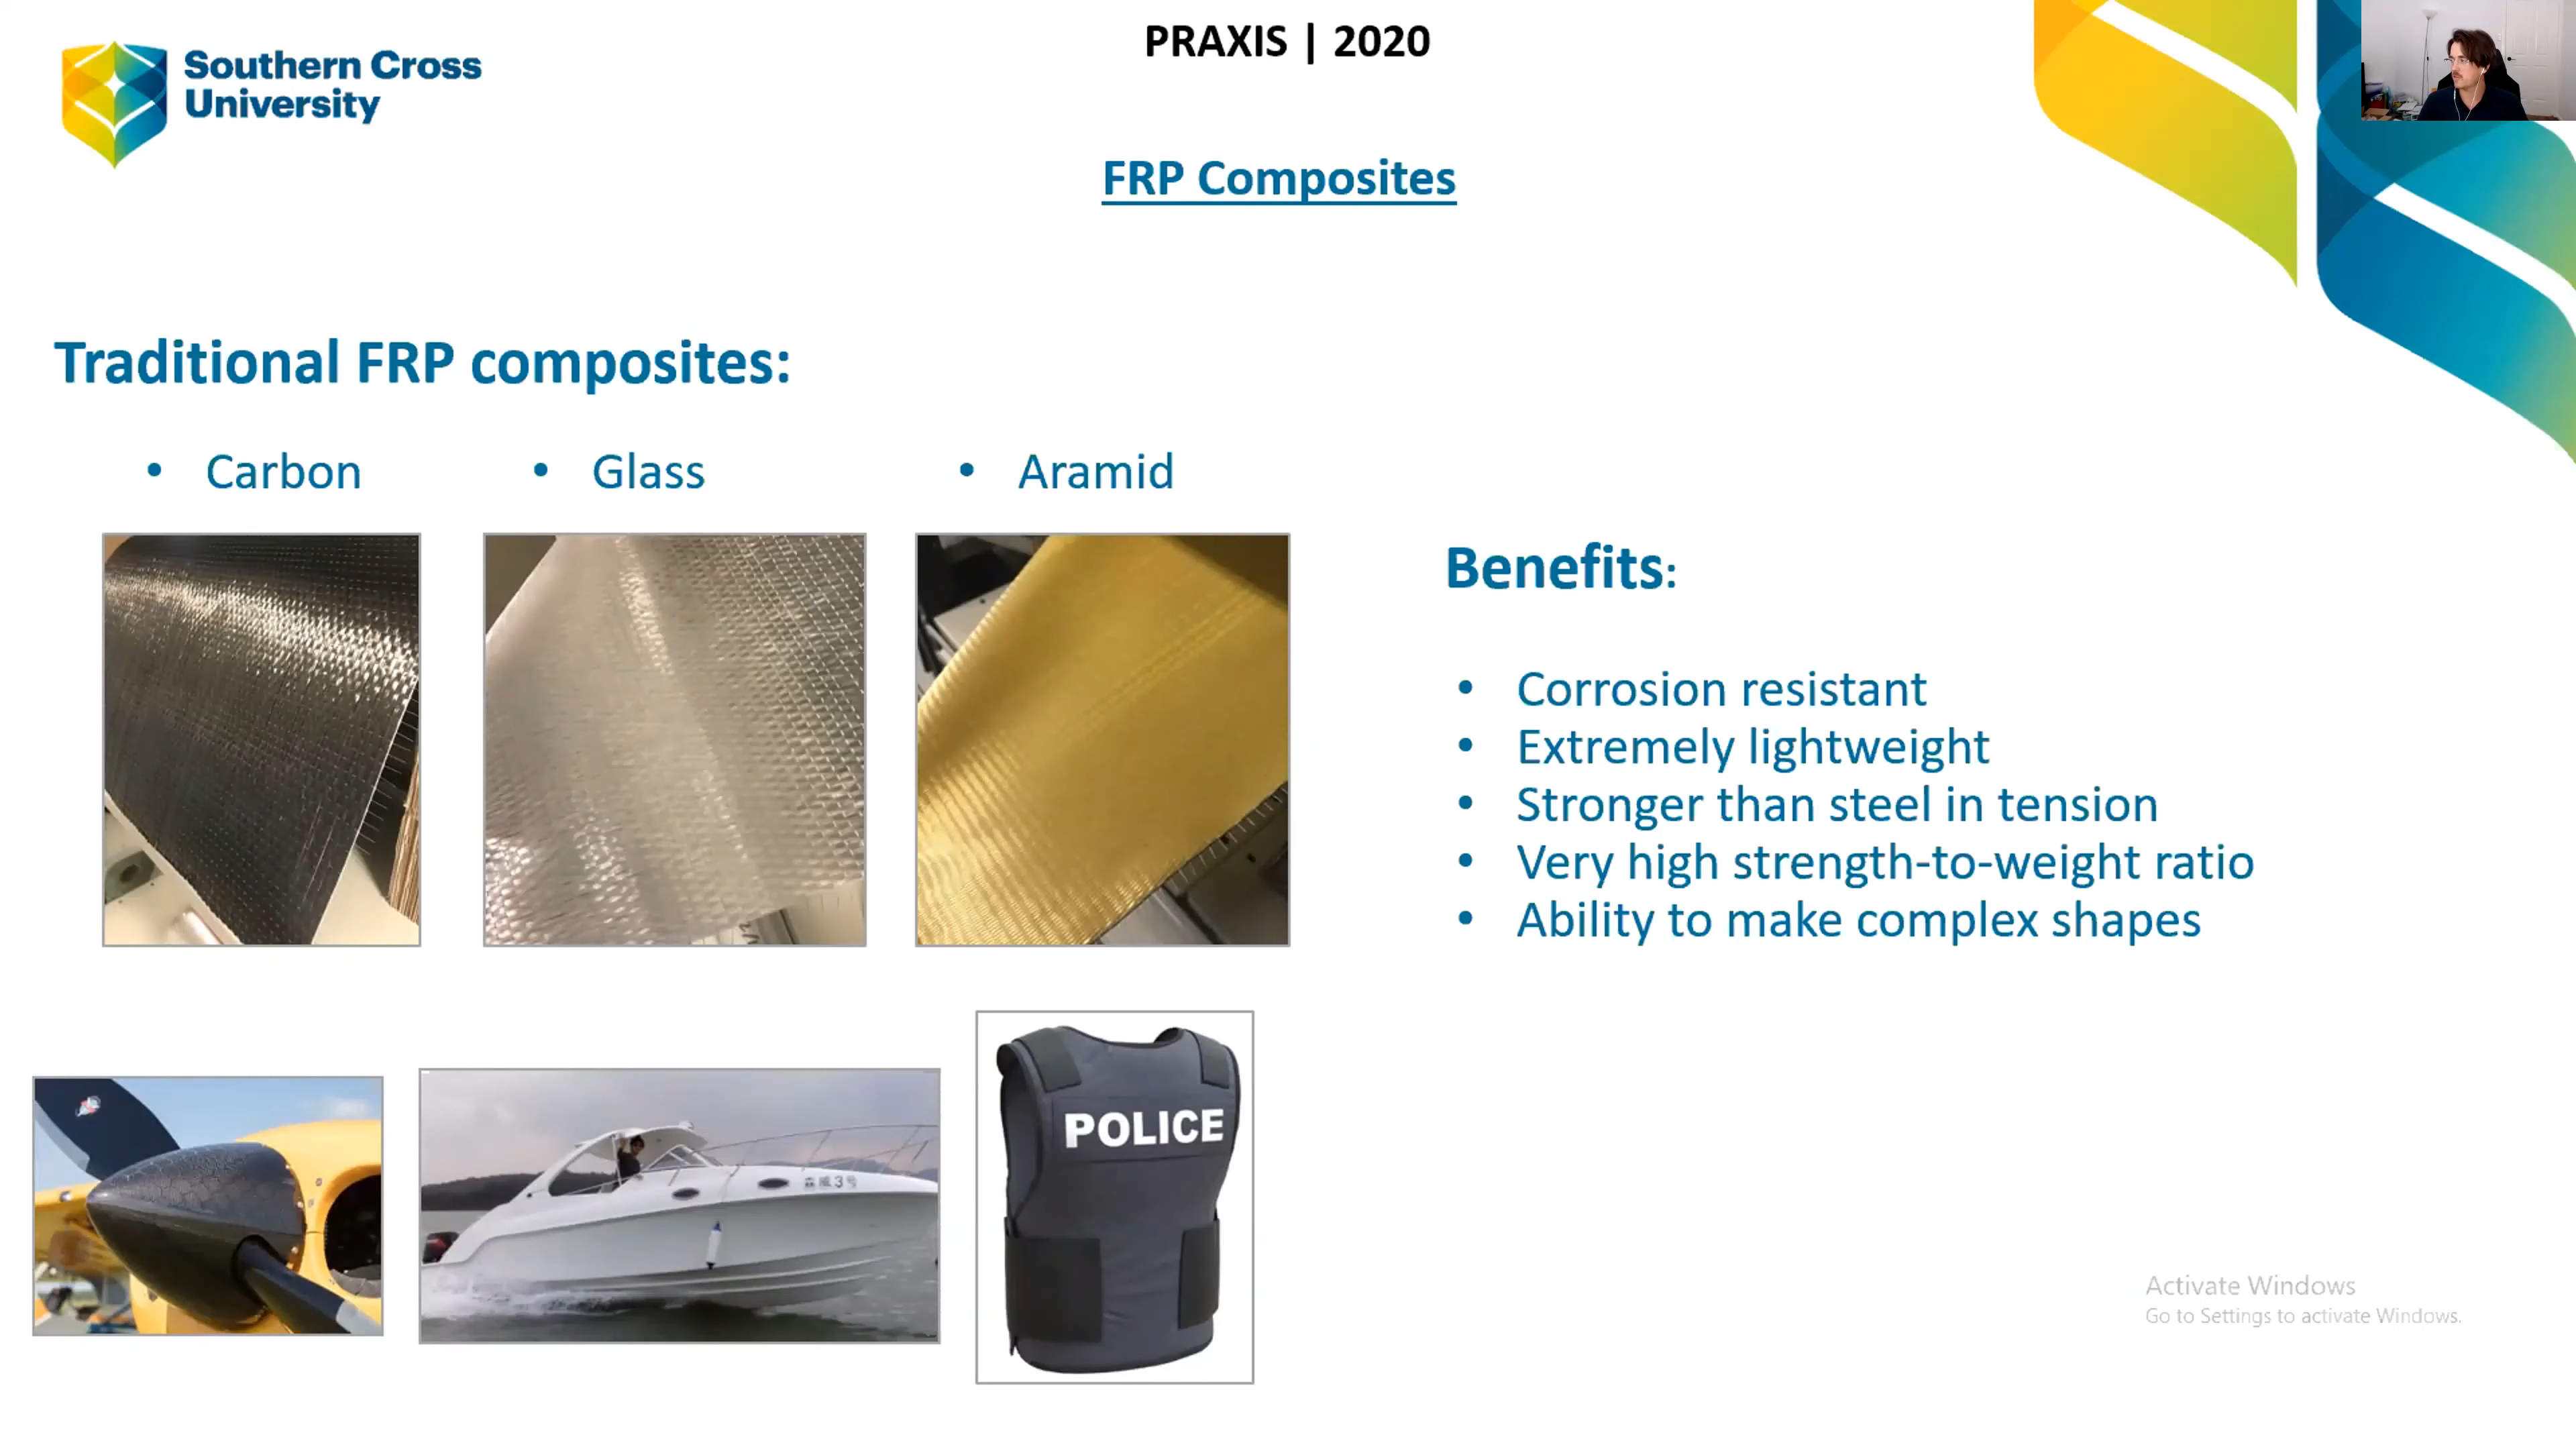 PRAXIS | 2020
Southern Cross
University
FRP Composites
Traditional FRP composites:
• Carbon
• Glass
• Aramid
Benefits:
• Corrosion resistant
• Extremely lightweight
• Stronger than steel in tension
• Very high strength-to-weight ratio
• Ability to make complex shapes
POLICE
Activate Windows
Go to Settings to activate Windows.